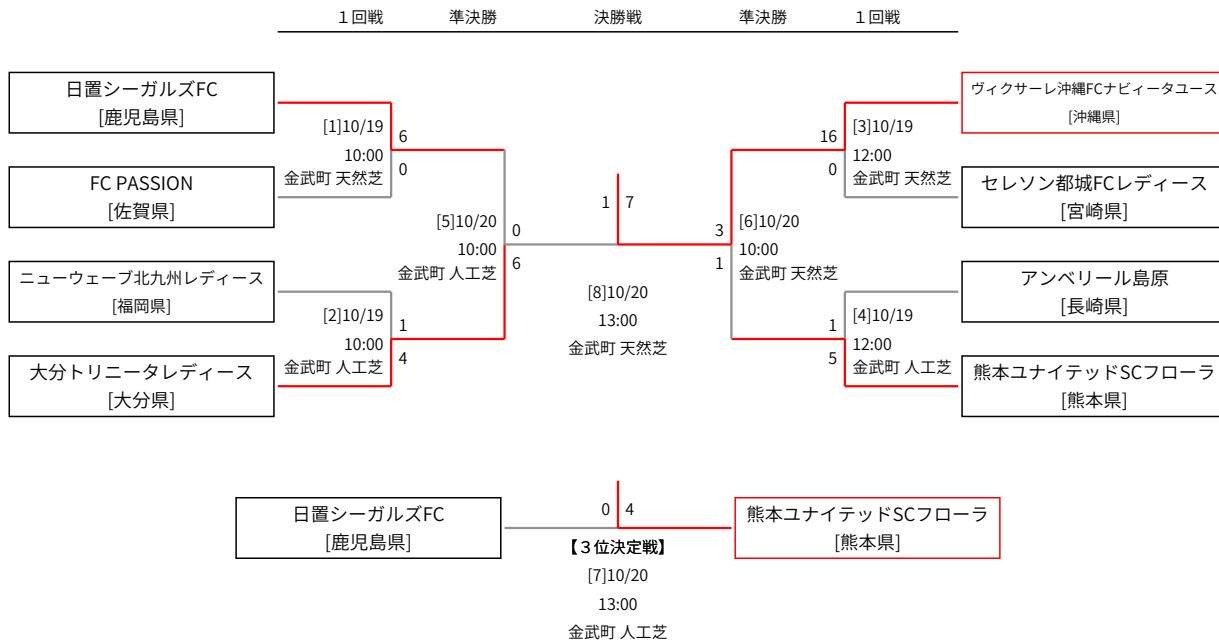 １回戦 準決勝 決勝戦 準決勝 １回戦
日置シーガルズFC
[鹿児島県]
[1]10/19
10:00
金武町 天然芝
6
0
FC PASSION
[佐賀県]
ニューウェーブ北九州レディース
[福岡県]
[2]10/19
10:00
金武町 人工芝
1
4
大分トリニータレディース
[大分県]
[5]10/20
10:00
金武町 人工芝
0
6
1 7
[8]10/20
13:00
金武町 天然芝
3
1
[6]10/20
10:00
金武町 天然芝
ヴィクサーレ沖縄FCナビィータユース
[沖縄県]
16
0
[3]10/19
12:00
金武町 天然芝
セレソン都城FCレディース
[宮崎県]
アンベリール島原
[長崎県]
1
5
[4]10/19
12:00
金武町 人工芝
熊本ユナイテッドSCフローラ
[熊本県]
日置シーガルズFC
[鹿児島県]
0 4
熊本ユナイテッドSCフローラ
[熊本県]
【３位決定戦】
[7]10/20
13:00
金武町 人工芝